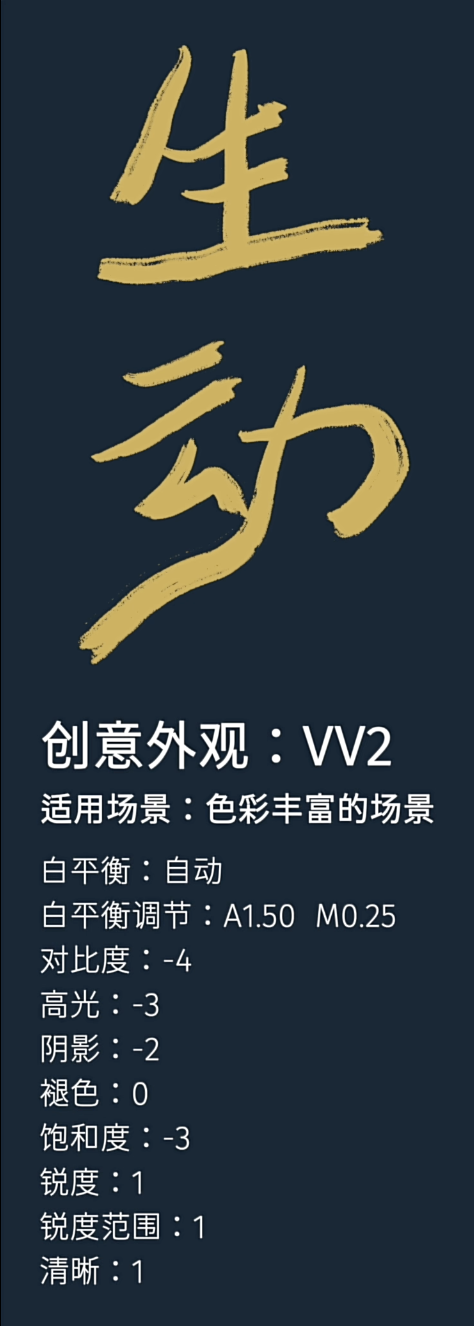 生
动
创意外观：VV2
适用场景：色彩丰富的场景
白平衡：自动
白平衡调节：A1.50 M0.25
对比度：-4
高光：-3
阴影：-2
褪色：0
饱和度：-3
锐度：1
锐度范围：1
清晰：1